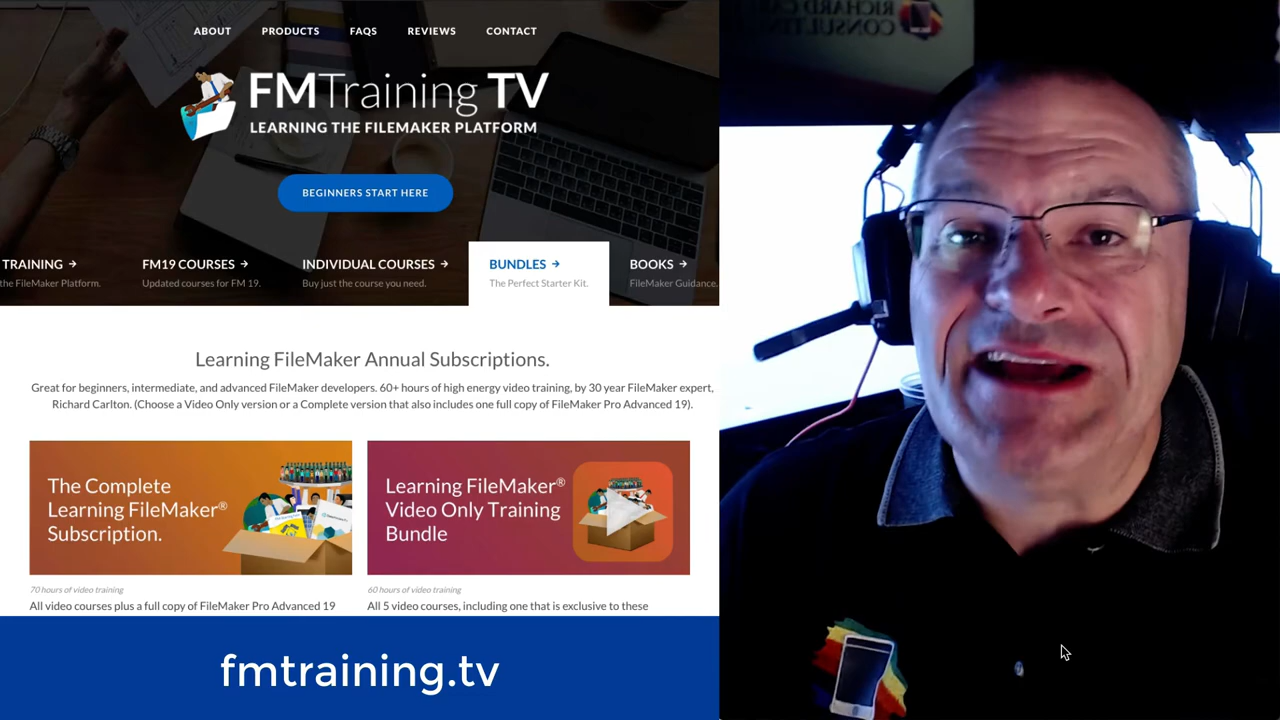 ABOUT PRODUCTS FAQS REVIEWS CONTACT
FMTraining TV
LEARNING THE FILEMAKER PLATFORM
BEGINNERS START HERE
TRAINING → FM19 COURSES → INDIVIDUAL COURSES → BUNDLES → BOOKS →
the FileMaker Platform. Updated courses for FM 19. Buy just the course you need. The Perfect Starter Kit. FileMaker Guidance.
Learning FileMaker Annual Subscriptions.
Great for beginners, intermediate, and advanced FileMaker developers. 60+ hours of high energy video training, by 30 year FileMaker expert,
Richard Carlton. (Choose a Video Only version or a Complete version that also includes one full copy of FileMaker Pro Advanced 19).
The Complete
Learning FileMaker®
Subscription.
Learning FileMaker®
Video Only Training
Bundle
70 hours of video training
All video courses plus a full copy of FileMaker Pro Advanced 19
60 hours of video training
All 5 video courses, including one that is exclusive to these
fmtraining.tv
RICHARD CAR
CONSULTIN